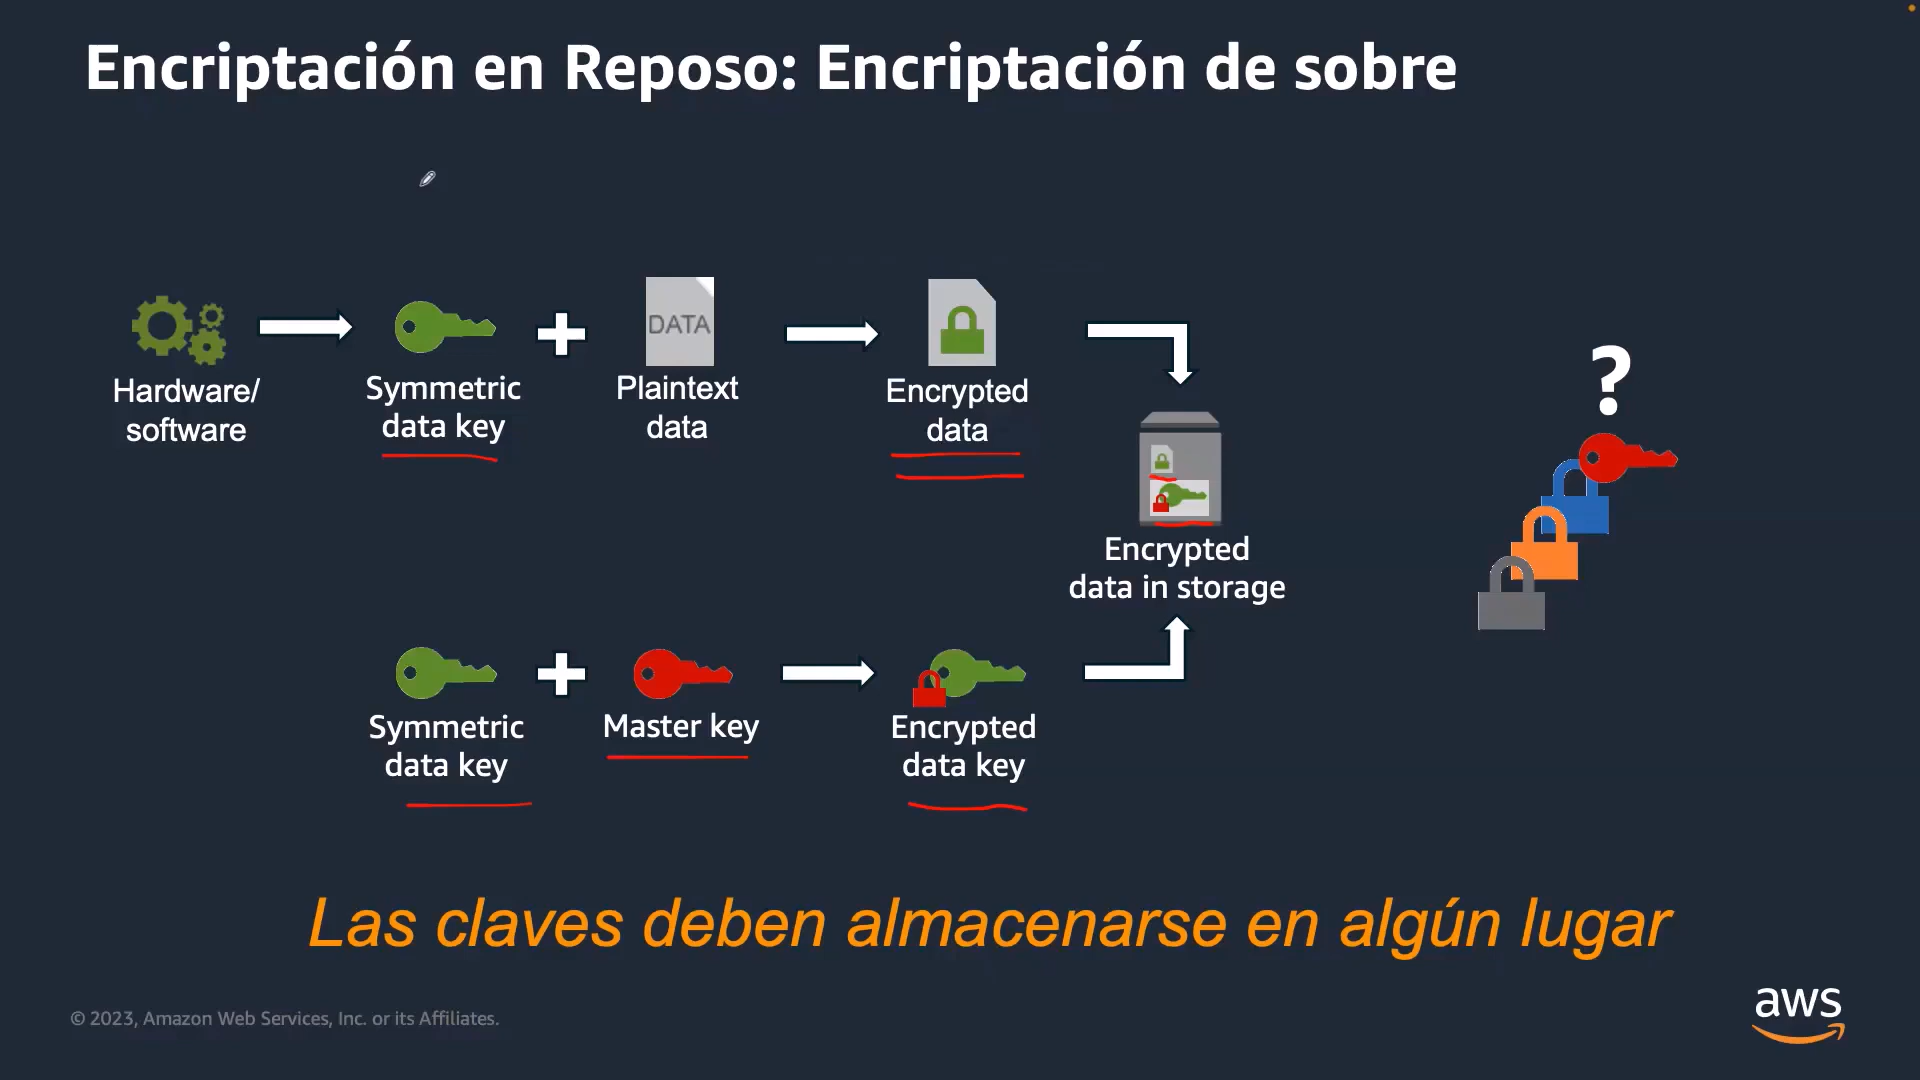 Encriptación en Reposo: Encriptación de sobre
Hardware/
software
Symmetric
data key
DATA
Plaintext
data
Encrypted
data
Encrypted
data in storage
?
Symmetric
data key
Master key
Encrypted
data key
Las claves deben almacenarse en algún lugar
© 2023, Amazon Web Services, Inc. or its Affiliates.
aws